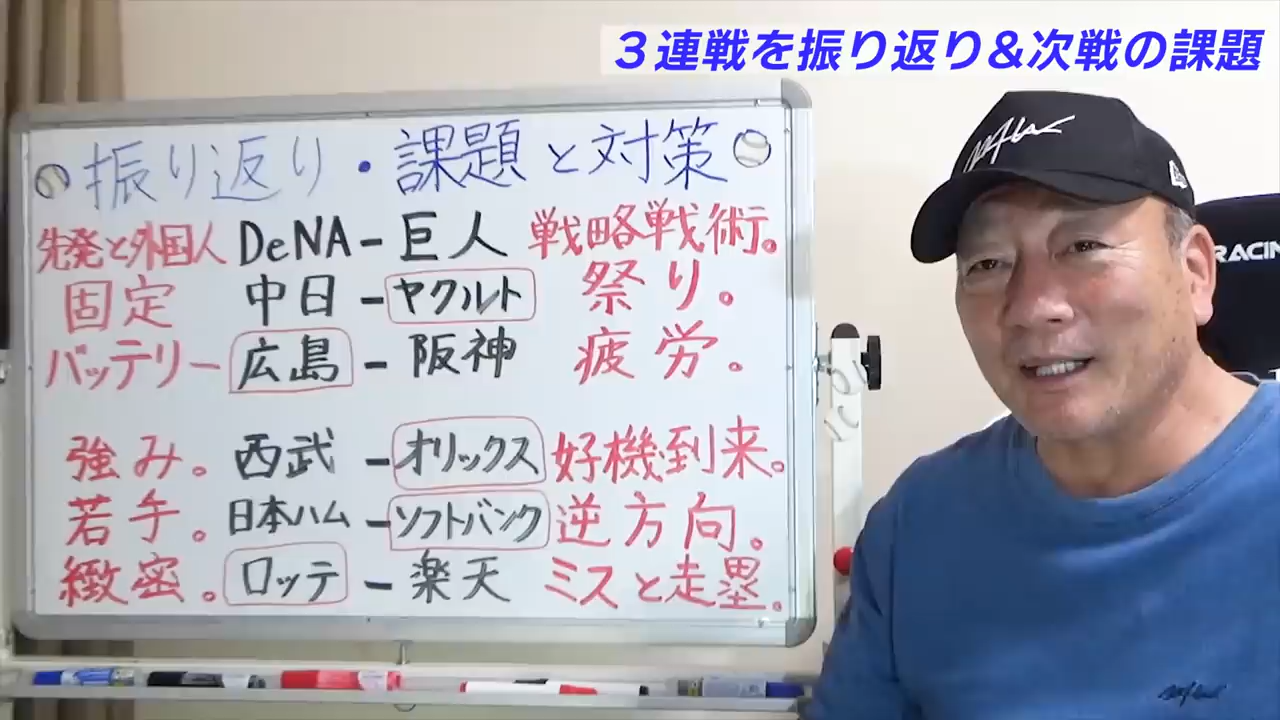 3連戦を振り返り&次戦の課題
振り返り・課題と対策
先発と外国人 DeNA - 巨人 戦略戦術。
固定 中日 - ヤクルト 祭り。
バッテリー 広島 - 阪神 疲労。
強み。 西武 - オリックス 好機到来。
若手。 日本ハム - ソフトバンク 逆方向。
緻密。 ロッテ - 楽天 ミスと走塁。